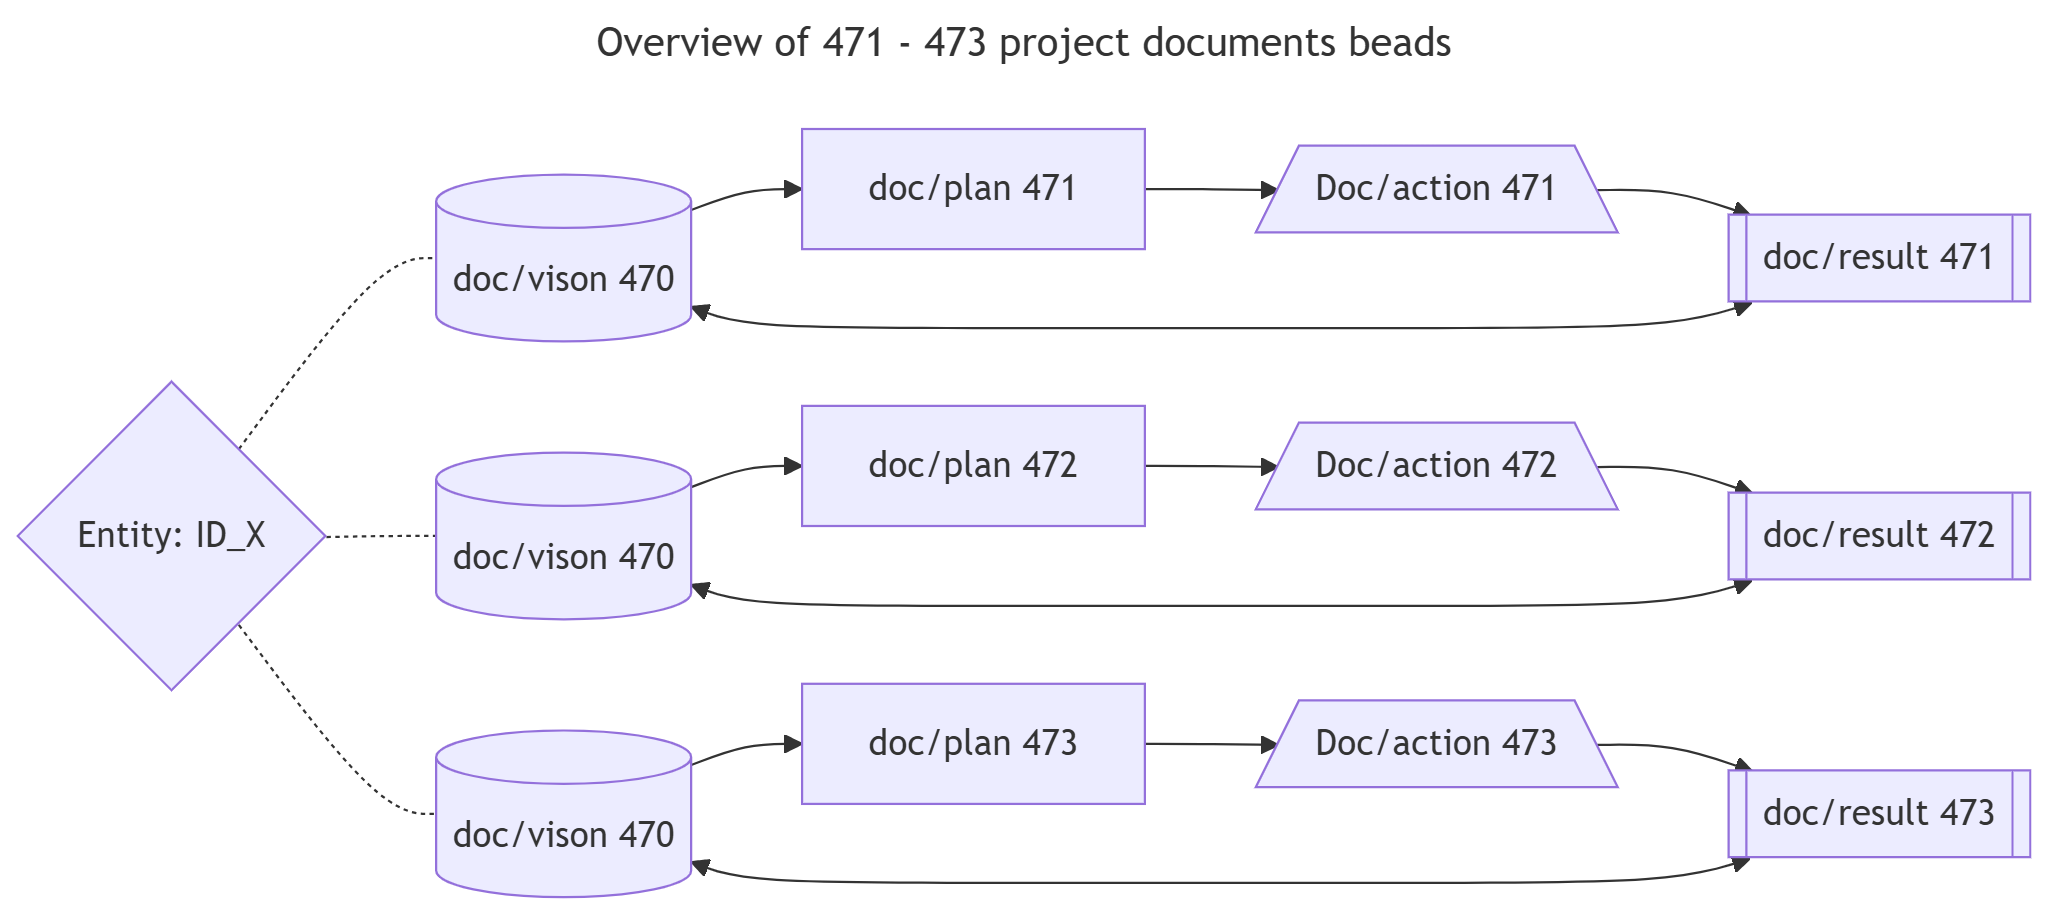 Overview of 471 - 473 project documents beads
doc/plan 471
Doc/action 471
doc/result 471
doc/vison 470
doc/plan 472
Doc/action 472
doc/result 472
Entity: ID_X
doc/vison 470
doc/plan 473
Doc/action 473
doc/result 473
doc/vison 470